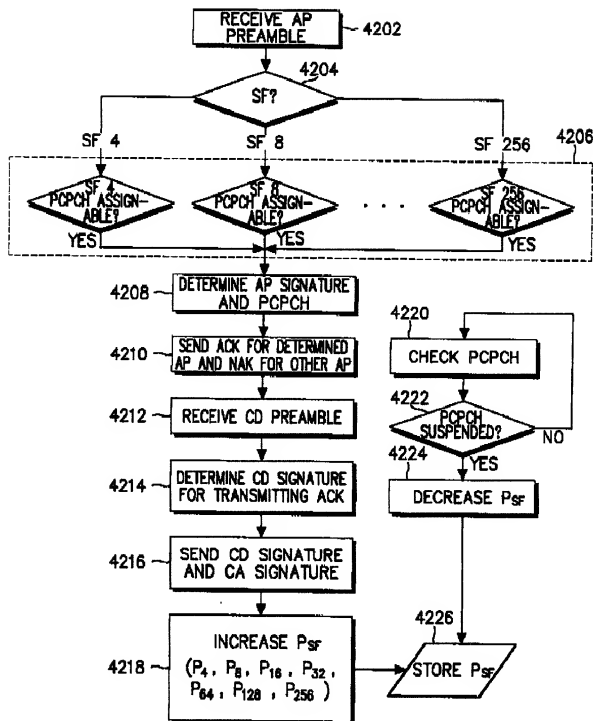 RECEIVE AP
PREAMBLE
4202
4204
SF?
SF 4
SF 8
SF 256
4206
SF 4
PCPCH ASSIGN-
ABLE?
SF 8
PCPCH ASSIGN-
ABLE?
. . . .
SF 256
PCPCH ASSIGN-
ABLE?
YES
YES
YES
4208
DETERMINE AP SIGNATURE
AND PCPCH
4210
SEND ACK FOR DETERMINED
AP AND NAK FOR OTHER AP
4212
RECEIVE CD PREAMBLE
4214
DETERMINE CD SIGNATURE
FOR TRANSMITTING ACK
4216
SEND CD SIGNATURE
AND CA SIGNATURE
4218
INCREASE PSF
(P4, P8, P16, P32,
P64, P128, P256 )
4220
CHECK PCPCH
4222
PCPCH
SUSPENDED?
NO
YES
4224
DECREASE PSF
4226
STORE PSF